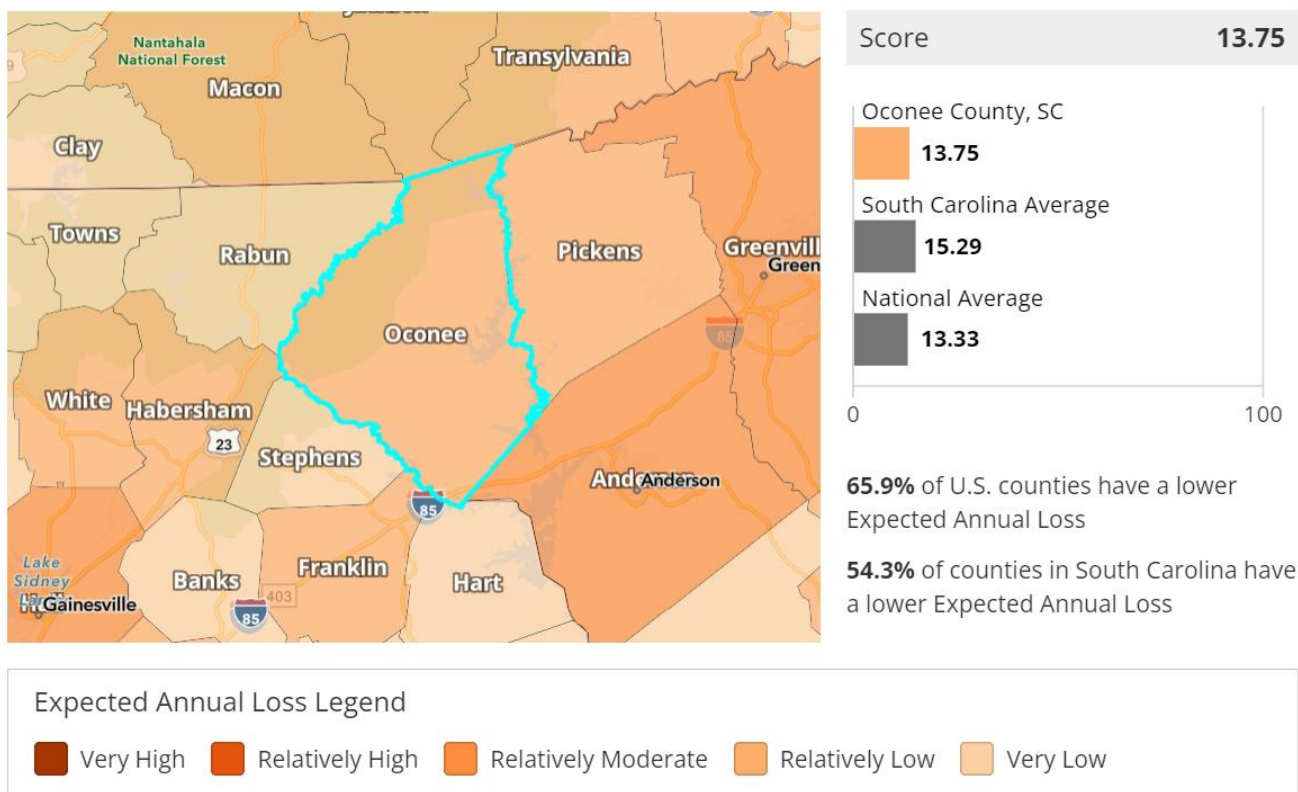 Nantahala
National Forest
Transylvania
Macon
Clay
Towns
Rabun
Pickens
Greenvill
Green
Oconee
85
White
Habersham
23
Stephens
Anderson
85
Franklin
Hart
Banks
403
85
Lake
Sidney
Gainesville
Score 13.75
Oconee County, SC
13.75
South Carolina Average
15.29
National Average
13.33
0 100
65.9% of U.S. counties have a lower
Expected Annual Loss
54.3% of counties in South Carolina have
a lower Expected Annual Loss
Expected Annual Loss Legend
Very High Relatively High Relatively Moderate Relatively Low Very Low